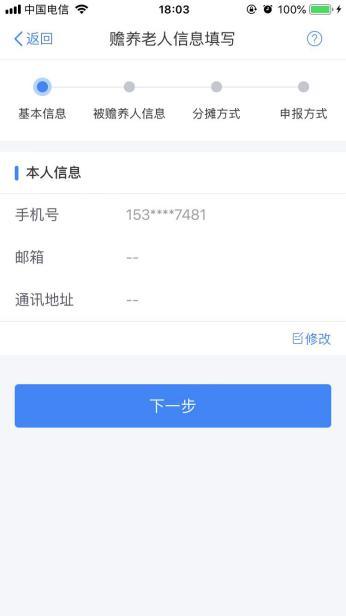 中国电信 18:03 100%
返回 赡养老人信息填写 ?
基本信息 被赡养人信息 分摊方式 申报方式
本人信息
手机号 153****7481
邮箱 --
通讯地址 --
修改
下一步